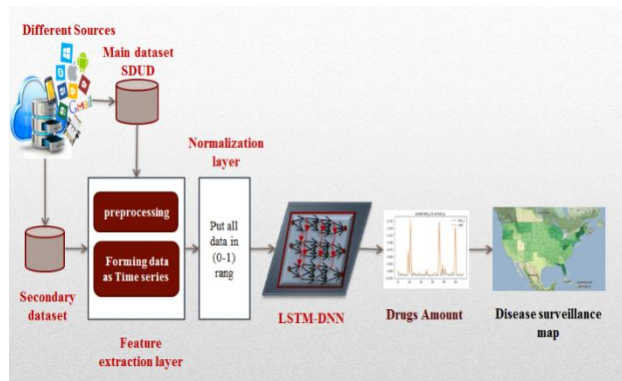 Different Sources
Main dataset
SDUD
GMail
Normalization
layer
preprocessing
Forming data
as Time series
Put all
data in
(0-1)
rang
Secondary
dataset
Feature
extraction layer
LSTM-DNN
Drugs Amount
Disease surveillance
map